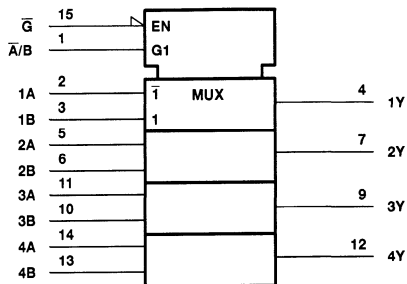 G̅ 15 EN
A̅/B 1 G1
1A 2 1̅ MUX 4 1Y
1B 3 1
2A 5 7 2Y
2B 6
3A 11 9 3Y
3B 10
4A 14 12 4Y
4B 13